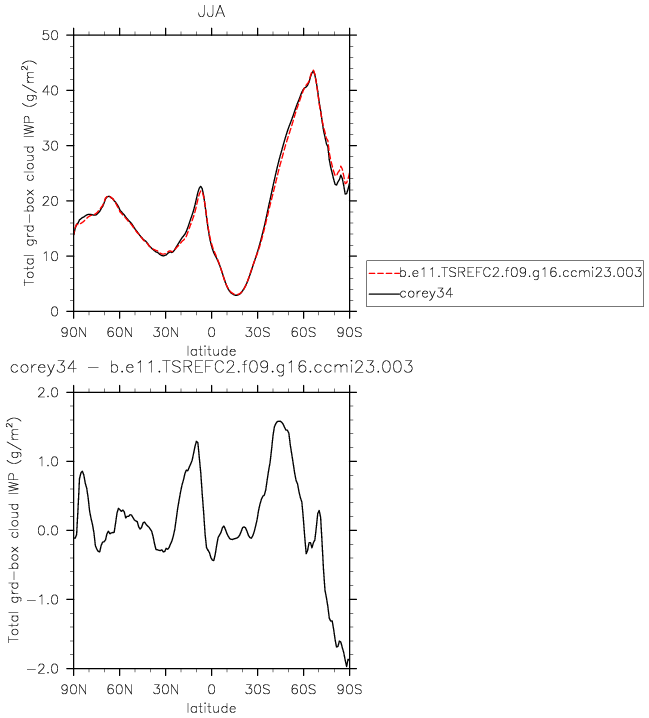 JJA
Total grd-box cloud IWP (g/m²)
50
40
30
20
10
0
90N 60N 30N 0 30S 60S 90S
latitude
b.e11.TSREFC2.f09.g16.ccmi23.003
corey34
corey34 − b.e11.TSREFC2.f09.g16.ccmi23.003
Total grd-box cloud IWP (g/m²)
2.0
1.0
0.0
−1.0
−2.0
90N 60N 30N 0 30S 60S 90S
latitude